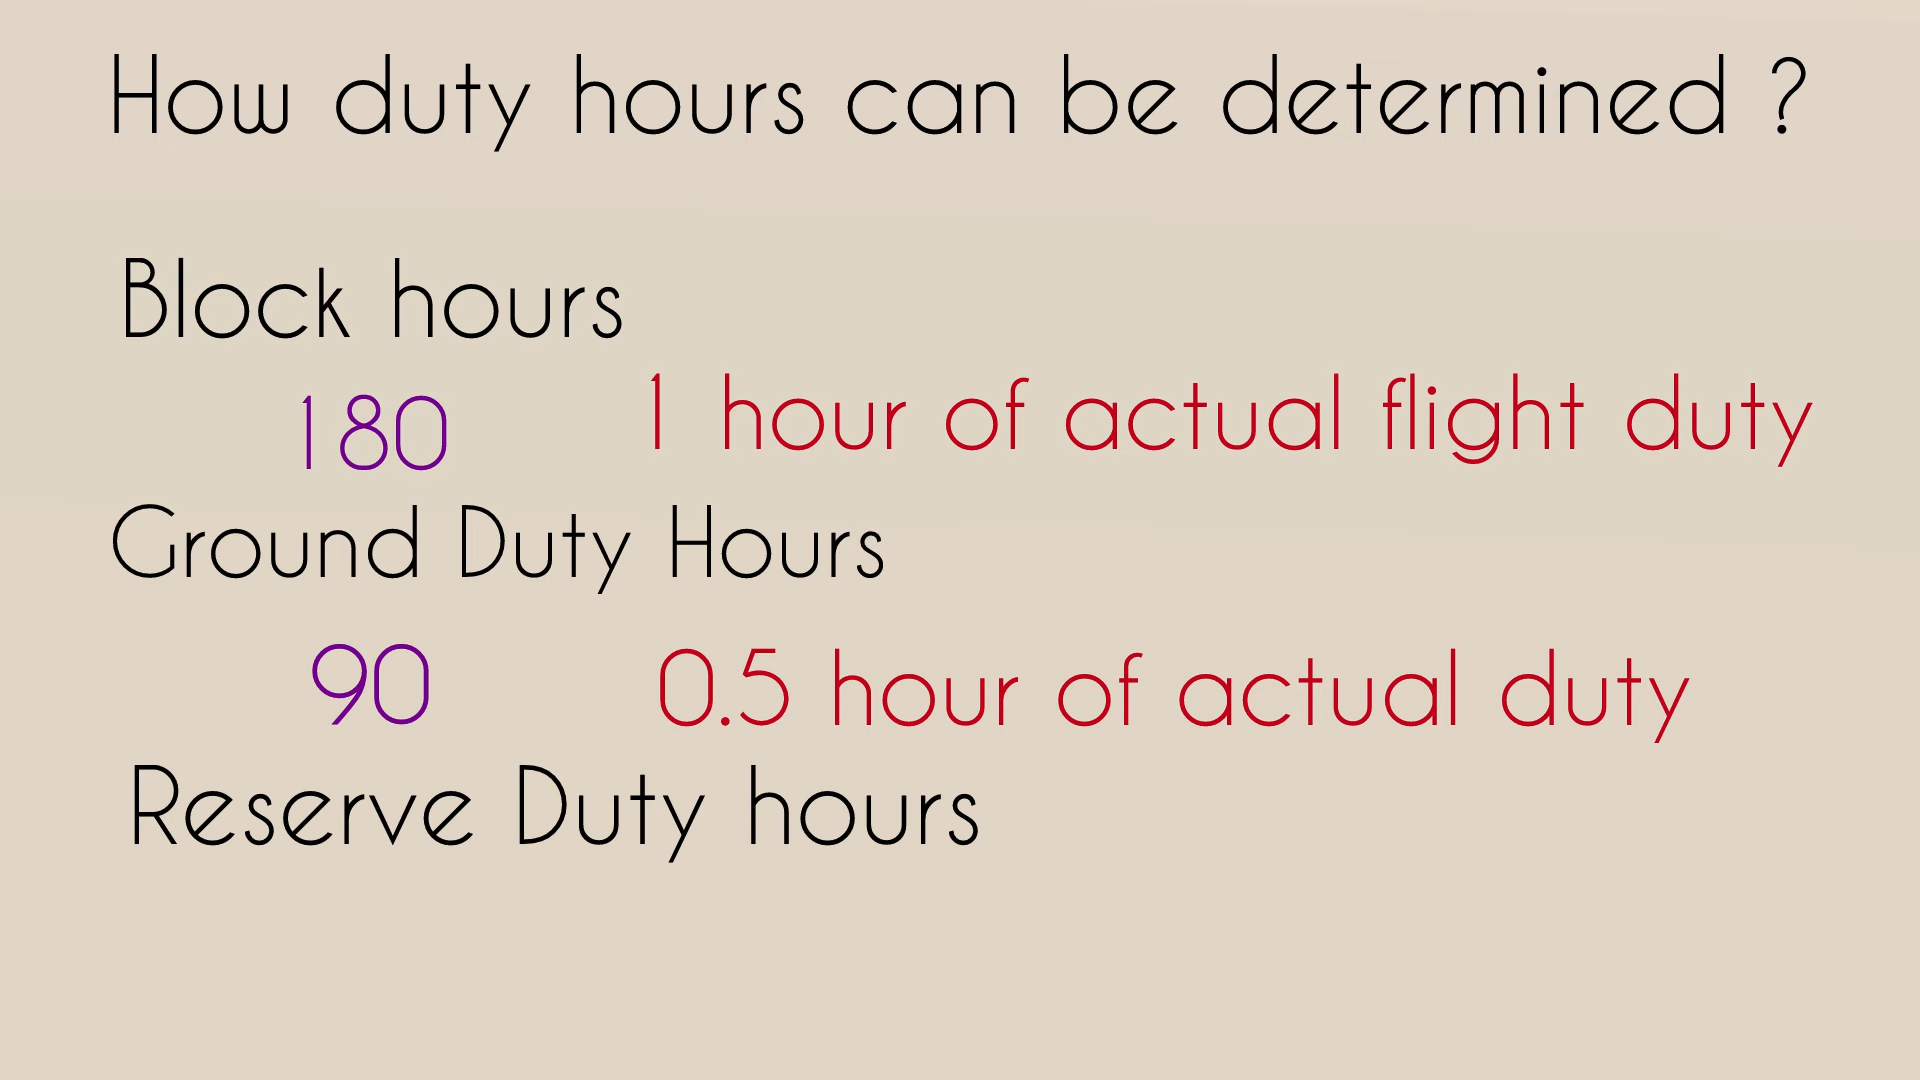 How duty hours can be determined ?
Block hours
180 1 hour of actual flight duty
Ground Duty Hours
90 0.5 hour of actual duty
Reserve Duty hours